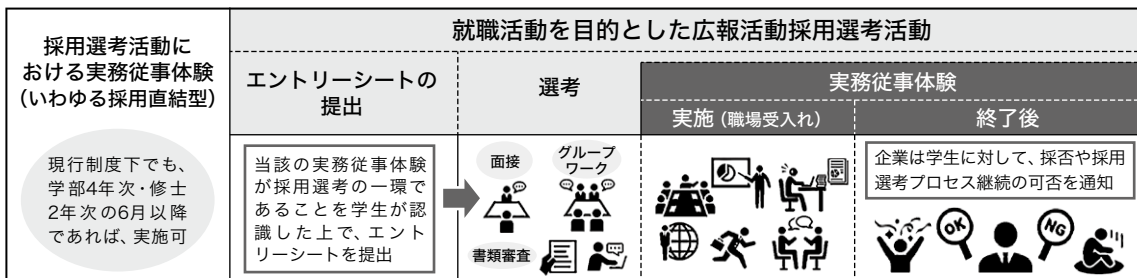 採用選考活動に
おける実務従事体験
（いわゆる採用直結型）
現行制度下でも、
学部4年次・修士
2年次の6月以降
であれば、実施可
就職活動を目的とした広報活動採用選考活動
エントリーシートの
提出
選考
実務従事体験
実施（職場受入れ）
終了後
当該の実務従事体験
が採用選考の一環で
あることを学生が認
識した上で、エント
リーシートを提出
面接
グループ
ワーク
書類審査
企業は学生に対して、採否や採用
選考プロセス継続の可否を通知
OK
NG